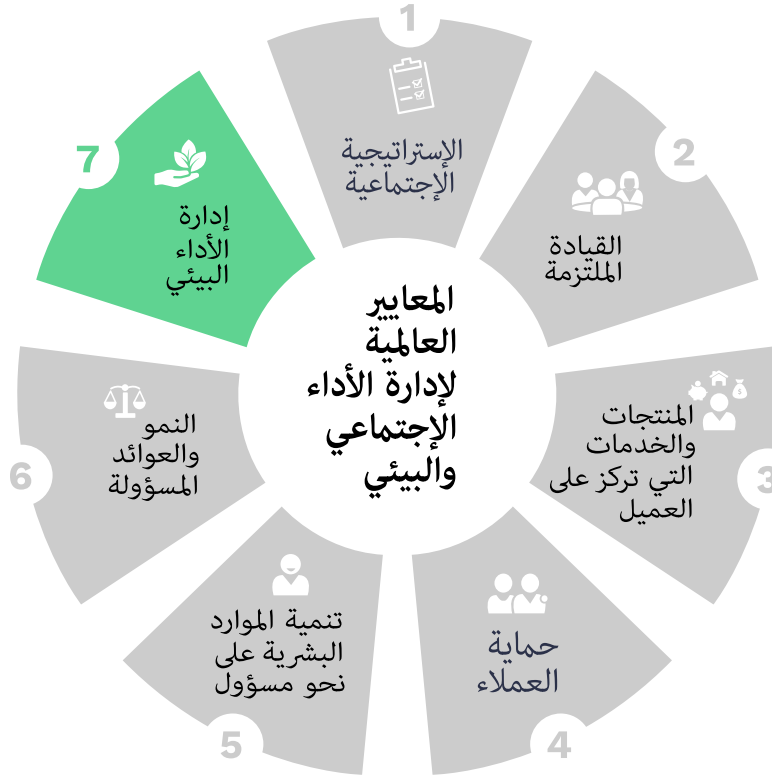 المعايير
العالمية
لإدارة الأداء
الإجتماعي
والبيئي
1
الإستراتيجية
الإجتماعية
2
القيادة
الملتزمة
3
المنتجات
والخدمات
التي تركز على
العميل
4
حماية
العملاء
5
تنمية الموارد
البشرية على
نحو مسؤول
6
النمو
والعوائد
المسؤولة
7
إدارة
الأداء
البيئي